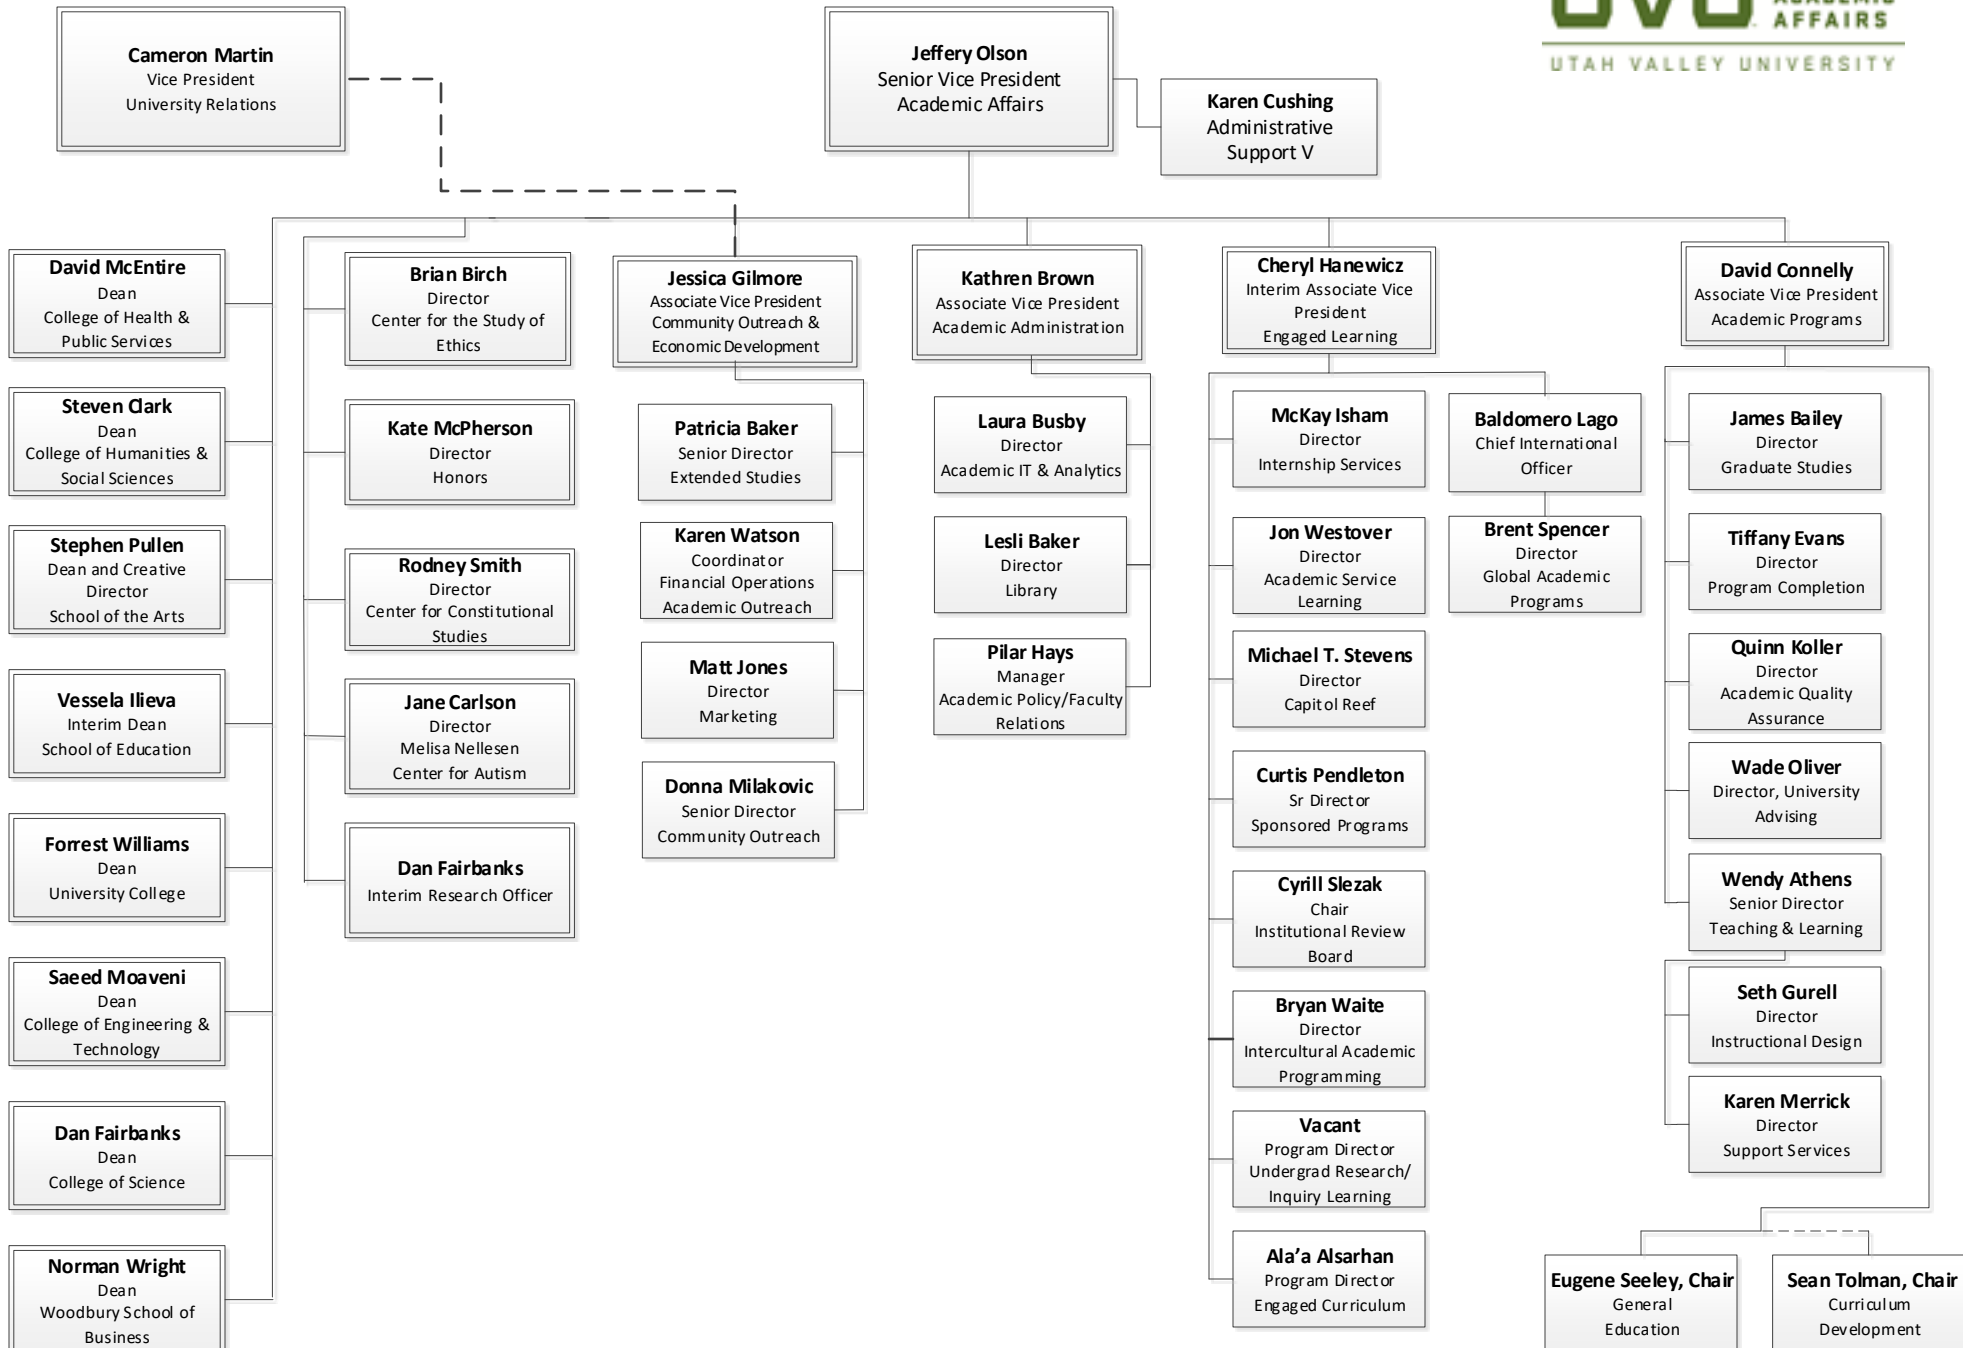 Cameron Martin
Vice President
University Relations
Jeffery Olson
Senior Vice President
Academic Affairs
Karen Cushing
Administrative
Support V
UVU
ACADEMIC
AFFAIRS
UTAH VALLEY UNIVERSITY
David McEntire
Dean
College of Health &
Public Services
Steven Clark
Dean
College of Humanities &
Social Sciences
Stephen Pullen
Dean and Creative
Director
School of the Arts
Vessela Ilieva
Interim Dean
School of Education
Forrest Williams
Dean
University College
Saeed Moaveni
Dean
College of Engineering &
Technology
Dan Fairbanks
Dean
College of Science
Norman Wright
Dean
Woodbury School of
Business
Brian Birch
Director
Center for the Study of
Ethics
Kate McPherson
Director
Honors
Rodney Smith
Director
Center for Constitutional
Studies
Jane Carlson
Director
Melisa Nellesen
Center for Autism
Dan Fairbanks
Interim Research Officer
Jessica Gilmore
Associate Vice President
Community Outreach &
Economic Development
Patricia Baker
Senior Director
Extended Studies
Karen Watson
Coordinator
Financial Operations
Academic Outreach
Matt Jones
Director
Marketing
Donna Milakovic
Senior Director
Community Outreach
Kathren Brown
Associate Vice President
Academic Administration
Laura Busby
Director
Academic IT & Analytics
Lesli Baker
Director
Library
Pilar Hays
Manager
Academic Policy/Faculty
Relations
Cheryl Hanewicz
Interim Associate Vice
President
Engaged Learning
McKay Isham
Director
Internship Services
Jon Westover
Director
Academic Service
Learning
Michael T. Stevens
Director
Capitol Reef
Curtis Pendleton
Sr Director
Sponsored Programs
Cyrill Slezak
Chair
Institutional Review
Board
Bryan Waite
Director
Intercultural Academic
Programming
Vacant
Program Director
Undergrad Research/
Inquiry Learning
Ala'a Alsarhan
Program Director
Engaged Curriculum
Baldomero Lago
Chief International
Officer
Brent Spencer
Director
Global Academic
Programs
David Connelly
Associate Vice President
Academic Programs
James Bailey
Director
Graduate Studies
Tiffany Evans
Director
Program Completion
Quinn Koller
Director
Academic Quality
Assurance
Wade Oliver
Director, University
Advising
Wendy Athens
Senior Director
Teaching & Learning
Seth Gurell
Director
Instructional Design
Karen Merrick
Director
Support Services
Eugene Seeley, Chair
General
Education
Sean Tolman, Chair
Curriculum
Development